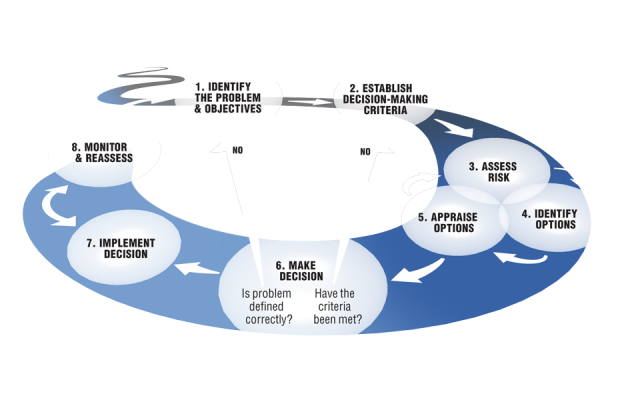 1. IDENTIFY
THE PROBLEM
& OBJECTIVES
2. ESTABLISH
DECISION-MAKING
CRITERIA
3. ASSESS
RISK
4. IDENTIFY
OPTIONS
5. APPRAISE
OPTIONS
6. MAKE
DECISION
Is problem
defined
correctly?
Have the
criteria
been met?
7. IMPLEMENT
DECISION
8. MONITOR
& REASSESS
NO
NO